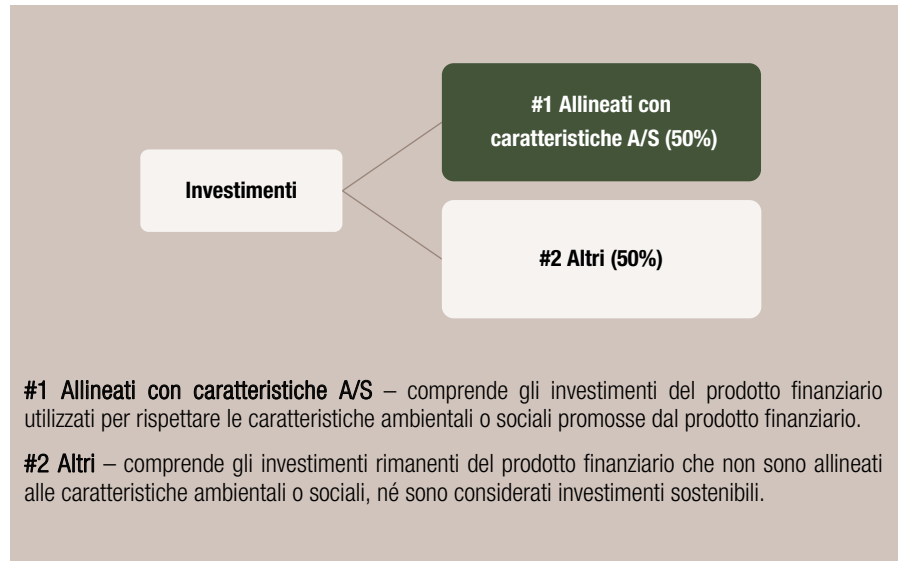 #1 Allineati con
caratteristiche A/S (50%)
Investimenti
#2 Altri (50%)
#1 Allineati con caratteristiche A/S – comprende gli investimenti del prodotto finanziario
utilizzati per rispettare le caratteristiche ambientali o sociali promosse dal prodotto finanziario.
#2 Altri – comprende gli investimenti rimanenti del prodotto finanziario che non sono allineati
alle caratteristiche ambientali o sociali, né sono considerati investimenti sostenibili.